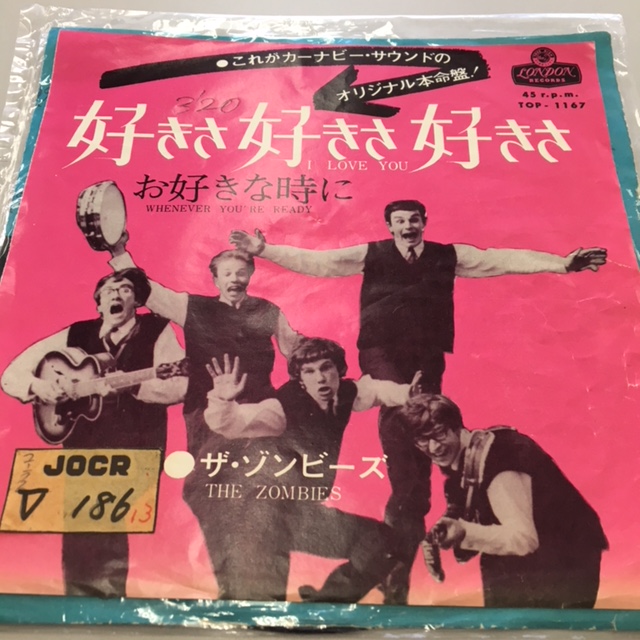 ●これがカーナビー・サウンドの
オリジナル本命盤!
LONDON
RECORDS
45 r.p.m.
TOP - 1167
3'20
好きさ好きさ好きさ
I LOVE YOU
お好きな時に
WHENEVER YOU'RE READY
JOCR
▽ 186
13
●ザ・ゾンビーズ
THE ZOMBIES